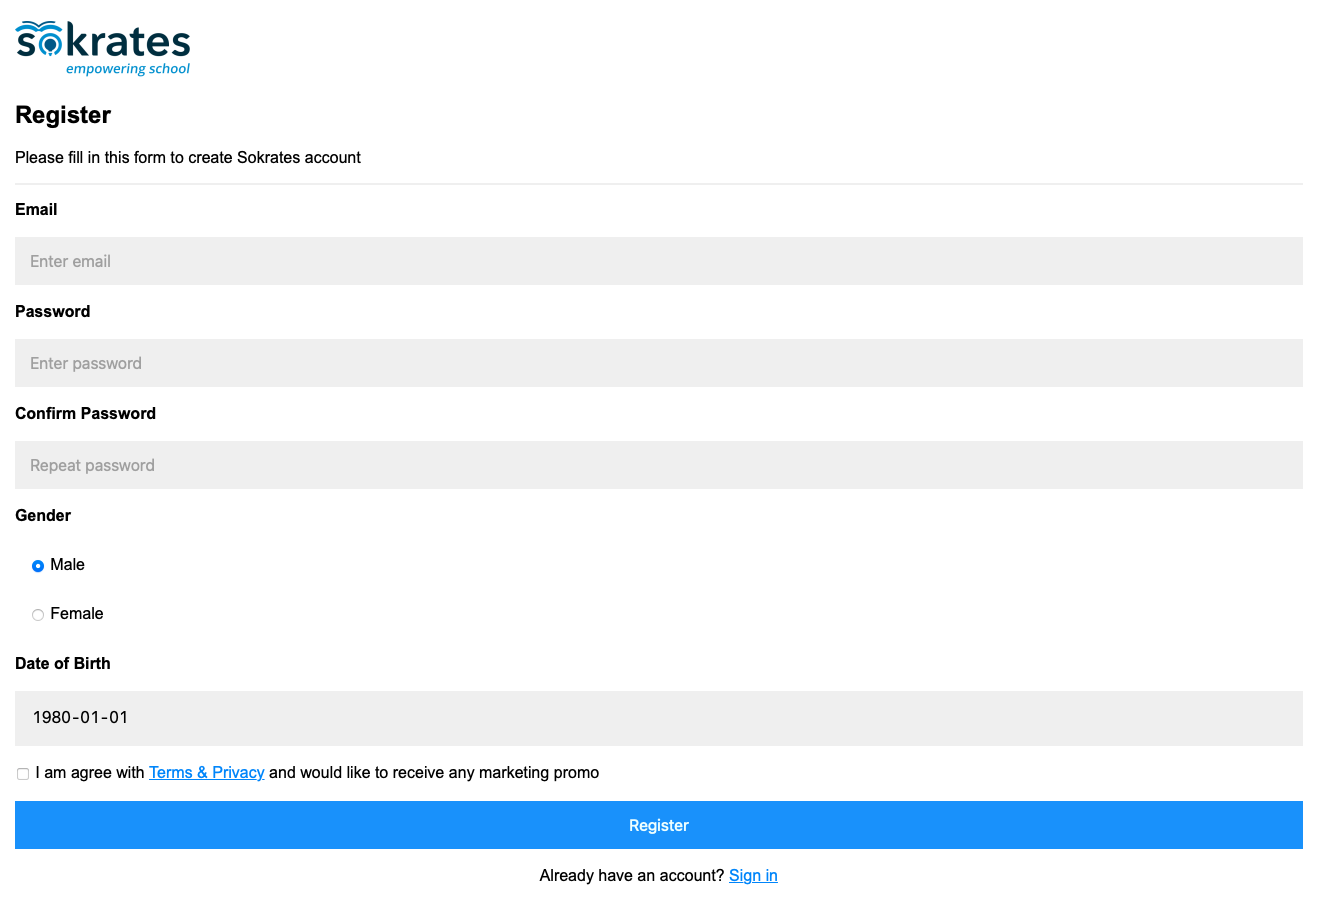 sokrates
empowering school
Register
Please fill in this form to create Sokrates account
Email
Enter email
Password
Enter password
Confirm Password
Repeat password
Gender
Male
Female
Date of Birth
1980-01-01
I am agree with Terms & Privacy and would like to receive any marketing promo
Register
Already have an account? Sign in